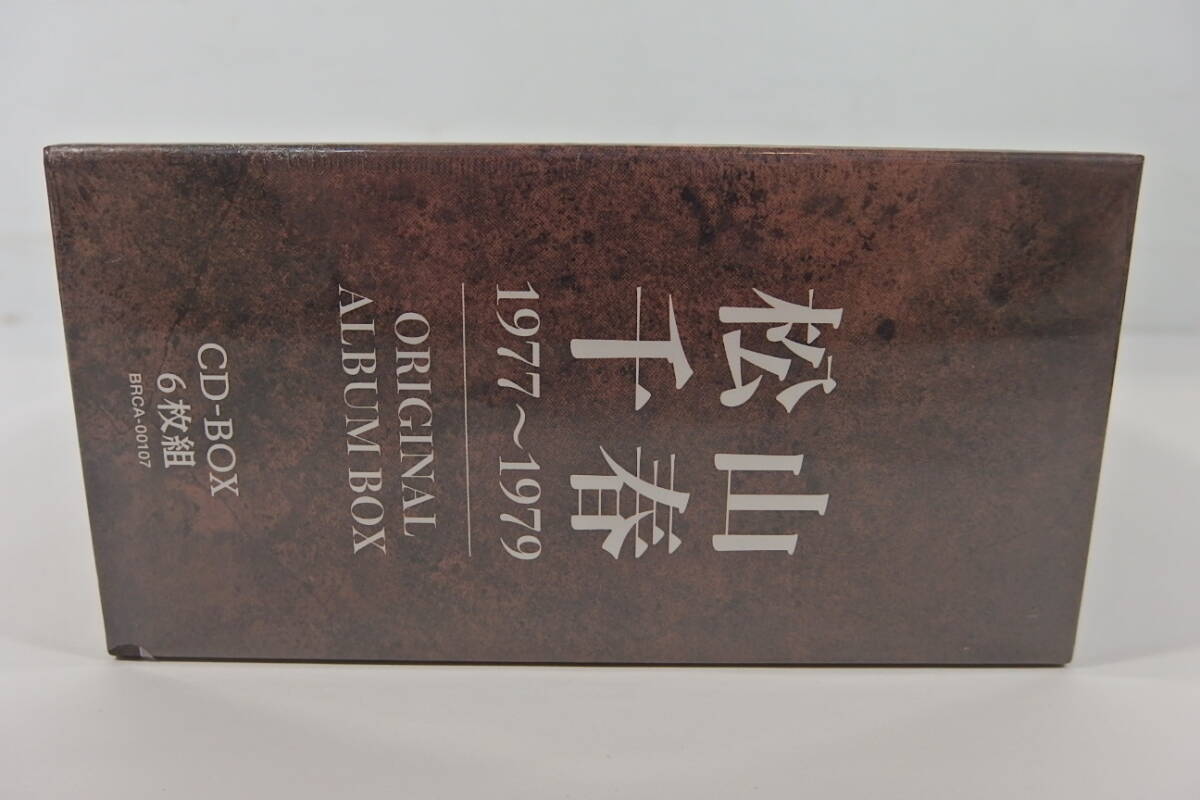 松山
千春
1977～1979
ORIGINAL
ALBUM BOX
CD-BOX
6枚組
BRCA-00107